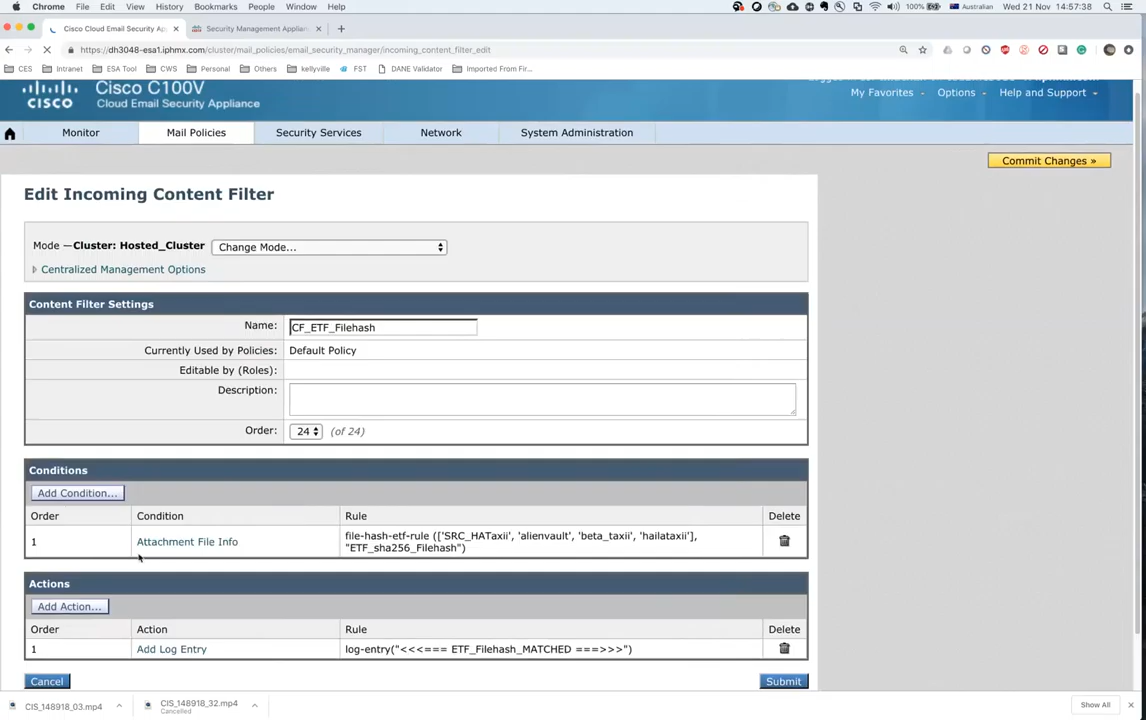 Chrome File Edit View History Bookmarks People Window Help 100% Australian Wed 21 Nov 14:57:38
Cisco Cloud Email Security Ap Security Management Applian
https://dh3048-esa1.iphmx.com/cluster/mail_policies/email_security_manager/incoming_content_filter_edit
CES Intranet ESA Tool CWS Personal Others kellyville FST DANE Validator Imported From Fir...
CISCO
Cisco C100V
Cloud Email Security Appliance
My Favorites Options Help and Support
Monitor Mail Policies Security Services Network System Administration
Commit Changes »
Edit Incoming Content Filter
Mode —Cluster: Hosted_Cluster Change Mode...
Centralized Management Options
Content Filter Settings
Name: CF_ETF_Filehash
Currently Used by Policies: Default Policy
Editable by (Roles):
Description:
Order: 24 (of 24)
Conditions
Add Condition...
Order Condition Rule Delete
1 Attachment File Info file-hash-etf-rule (['SRC_HATaxii', 'alienvault', 'beta_taxii', 'hailataxii'],
"ETF_sha256_Filehash")
Actions
Add Action...
Order Action Rule Delete
1 Add Log Entry log-entry("<<<=== ETF_Filehash_MATCHED ===>>>")
Cancel Submit
CIS_148918_03.mp4 CIS_148918_32.mp4 Show All
Cancelled